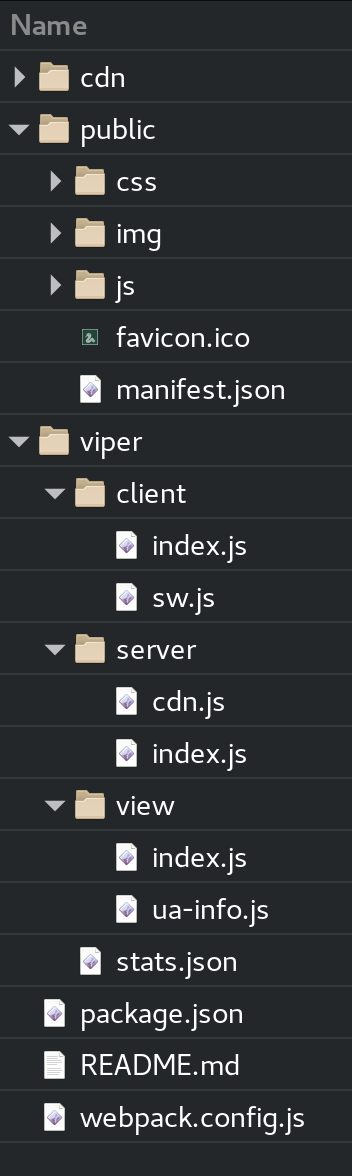 Name
cdn
public
css
img
js
favicon.ico
manifest.json
viper
client
index.js
sw.js
server
cdn.js
index.js
view
index.js
ua-info.js
stats.json
package.json
README.md
webpack.config.js